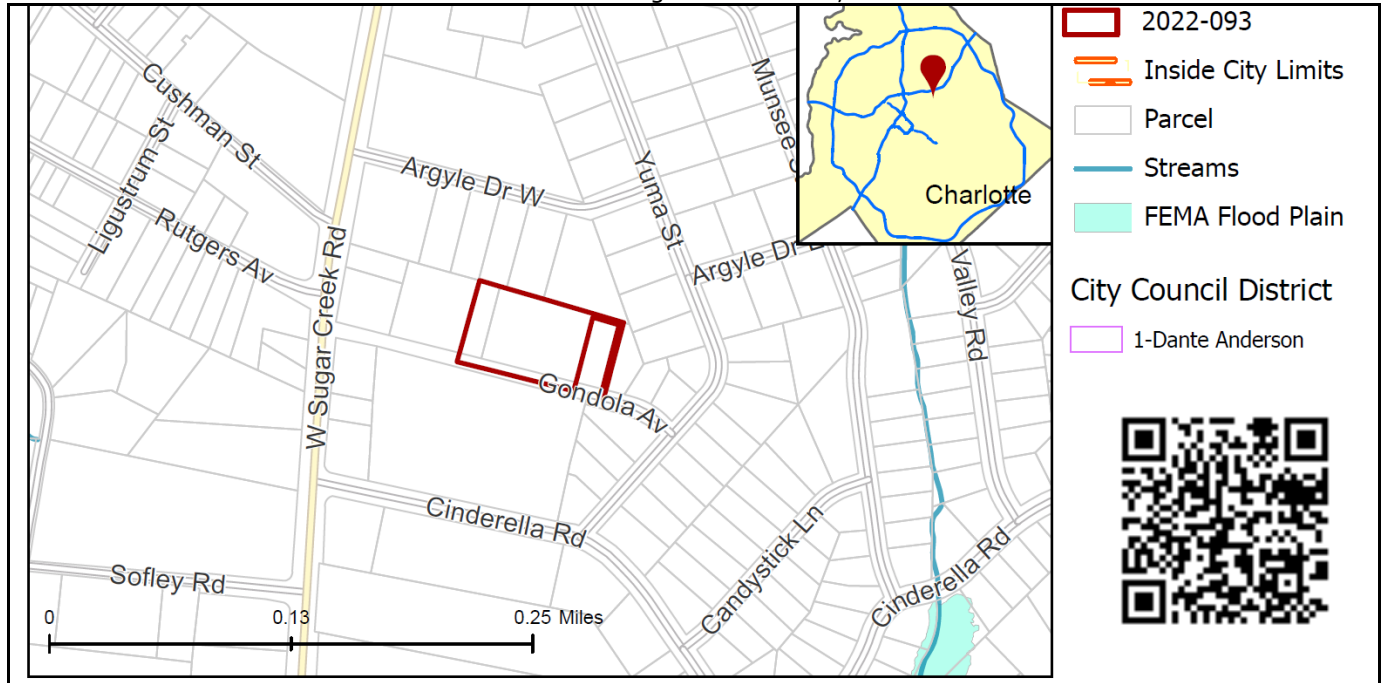 2022-093
Inside City Limits
Parcel
Streams
FEMA Flood Plain
City Council District
1-Dante Anderson
Charlotte
Cushman St
Ligustrum St
Rutgers Av
W Sugar Creek Rd
Argyle Dr W
Yuma St
Munsee S
Argyle Dr
Valley Rd
Gondola Av
Cinderella Rd
Candystick Ln
Cinderella Rd
Sofley Rd
0
0.13
0.25 Miles